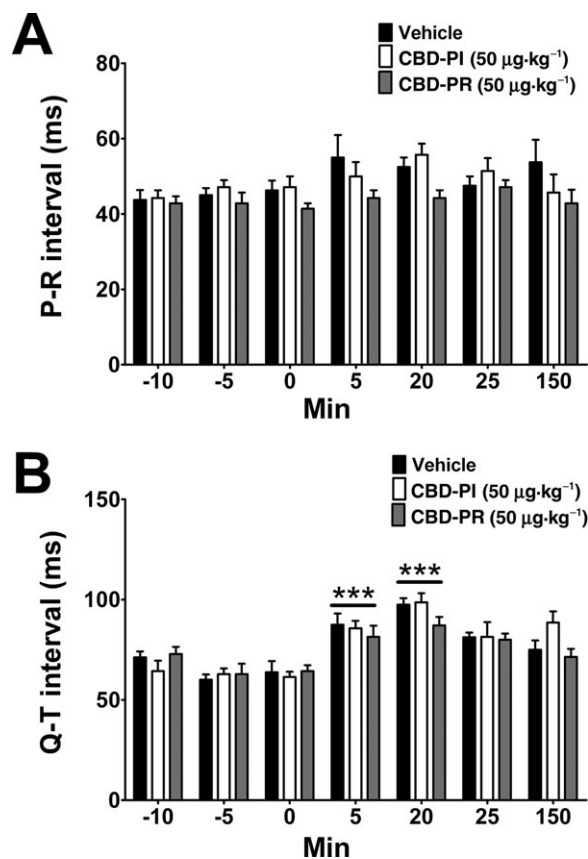 A
Vehicle
CBD-PI (50 μg·kg⁻¹)
CBD-PR (50 μg·kg⁻¹)
P-R interval (ms)
80
60
40
20
0
-10 -5 0 5 20 25 150
Min
B
Vehicle
CBD-PI (50 μg·kg⁻¹)
CBD-PR (50 μg·kg⁻¹)
Q-T interval (ms)
150
100
50
0
*** ***
-10 -5 0 5 20 25 150
Min